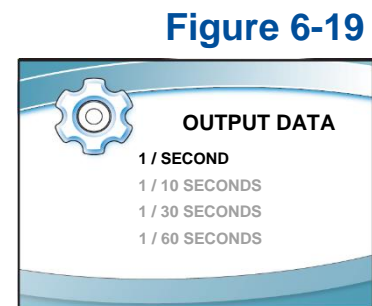 Figure 6-19
OUTPUT DATA
1 / SECOND
1 / 10 SECONDS
1 / 30 SECONDS
1 / 60 SECONDS